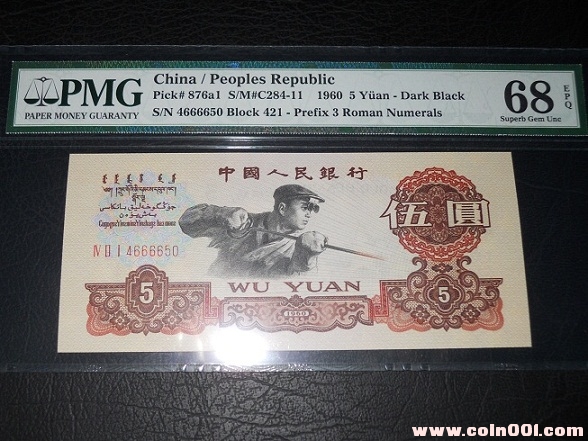 PMG
PAPER MONEY GUARANTY
China / Peoples Republic
Pick# 876a1 S/M#C284-11 1960 5 Yüan - Dark Black
S/N 4666650 Block 421 - Prefix 3 Roman Numerals
68
EPQ
Superb Gem Unc
中國人民銀行
伍圓
IV II I 4666650
WU YUAN
5
1960
5
www.coin001.com